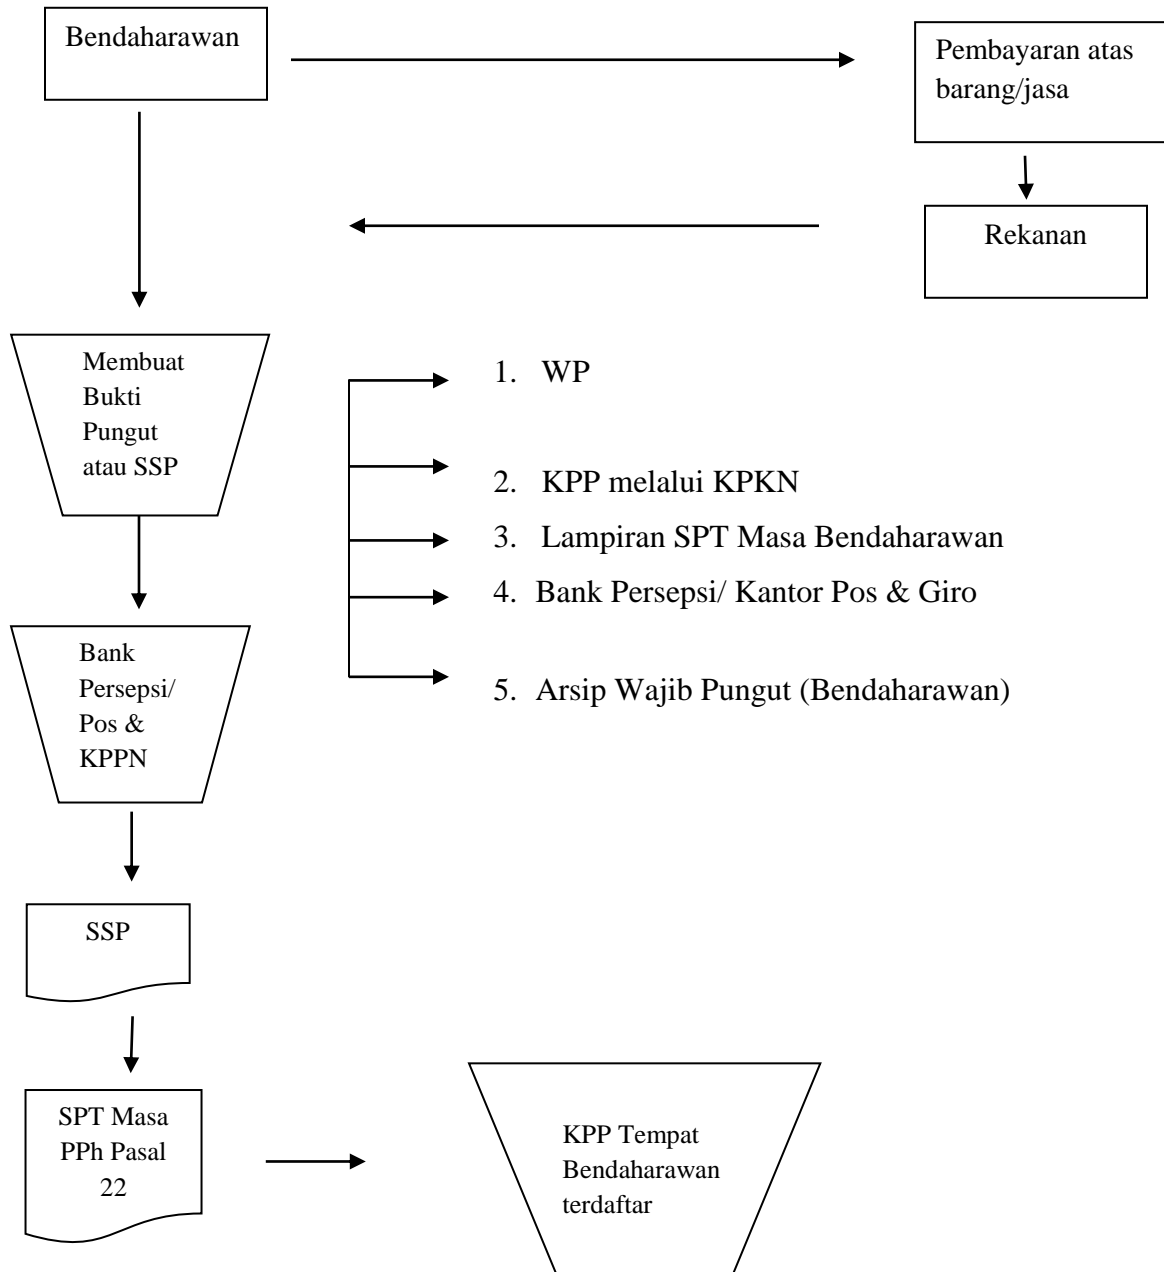 Bendaharawan
Pembayaran atas
barang/jasa
Rekanan
Membuat
Bukti
Pungut
atau SSP
1. WP
2. KPP melalui KPKN
3. Lampiran SPT Masa Bendaharawan
4. Bank Persepsi/ Kantor Pos & Giro
5. Arsip Wajib Pungut (Bendaharawan)
Bank
Persepsi/
Pos &
KPPN
SSP
SPT Masa
PPh Pasal
22
KPP Tempat
Bendaharawan
terdaftar